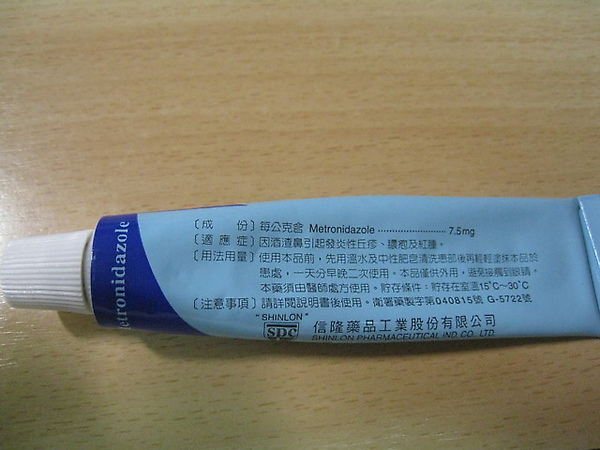 Metronidazole
[成　份] 每公克含 Metronidazole ........................ 7.5mg
[適應症] 因酒渣鼻引起發炎性丘疹、膿疱及紅腫。
[用法用量] 使用本品前，先用溫水及中性肥皂清洗患部後再輕輕塗抹本品於
患處，一天分早晚二次使用。本品僅供外用，避免接觸到眼睛。
本藥須由醫師處方使用。貯存條件：貯存在室溫15℃~30℃
[注意事項] 請詳閱說明書後使用。衛署藥製字第040815號 G-5722號
"SHINLON"
SPC 信隆藥品工業股份有限公司
SHINLON PHARMACEUTICAL IND. CO. LTD